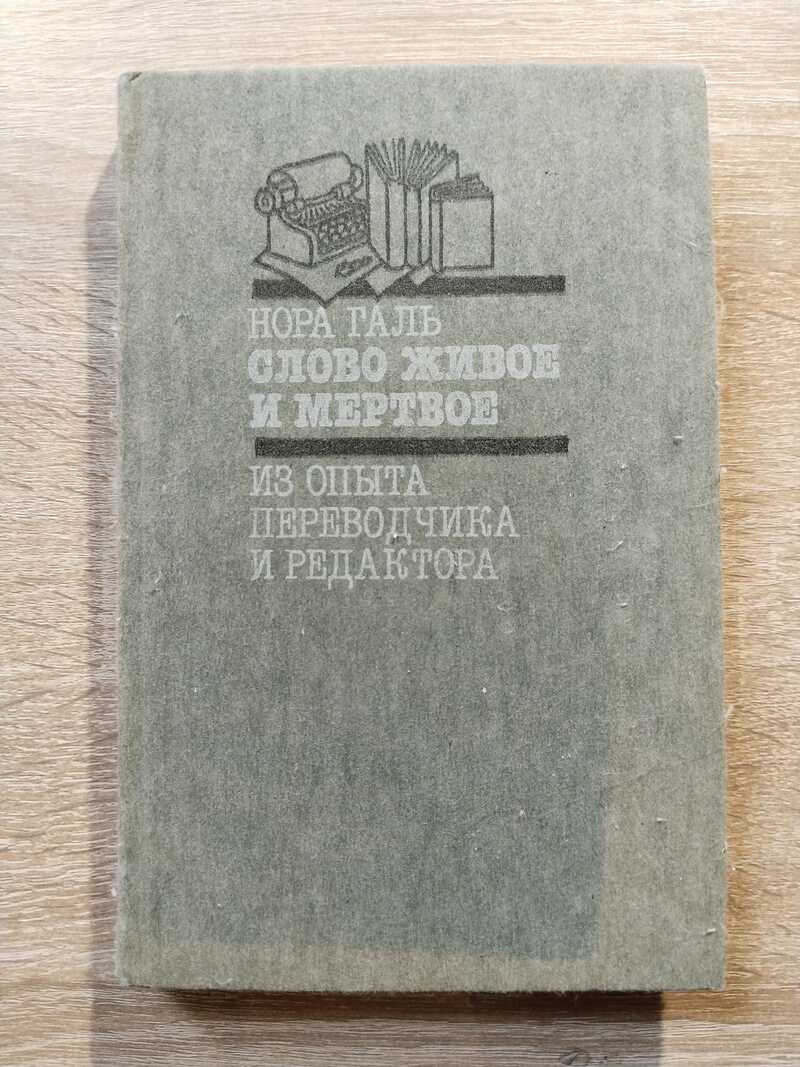 НОРА ГАЛЬ
СЛОВО ЖИВОЕ
И МЕРТВОЕ
ИЗ ОПЫТА
ПЕРЕВОДЧИКА
И РЕДАКТОРА